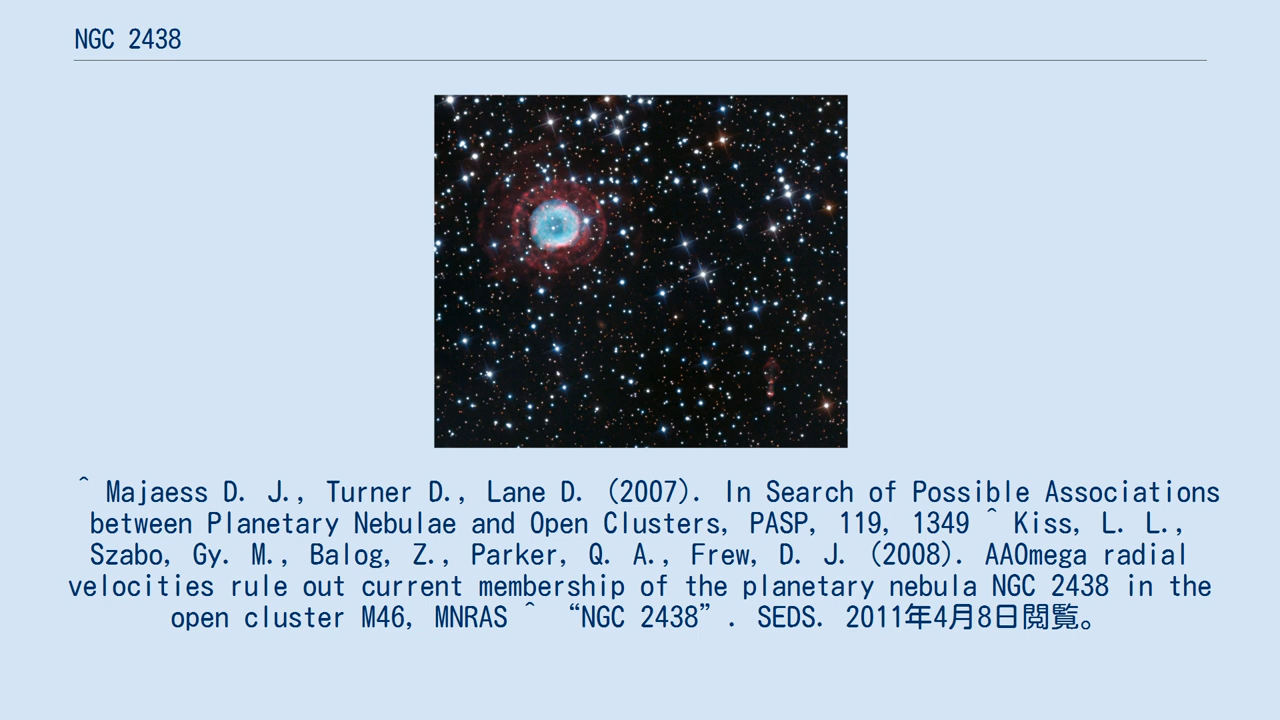 NGC 2438
^ Majaess D. J., Turner D., Lane D. (2007). In Search of Possible Associations
between Planetary Nebulae and Open Clusters, PASP, 119, 1349 ^ Kiss, L. L.,
Szabo, Gy. M., Balog, Z., Parker, Q. A., Frew, D. J. (2008). AAOmega radial
velocities rule out current membership of the planetary nebula NGC 2438 in the
open cluster M46, MNRAS ^ “NGC 2438”. SEDS. 2011年4月8日閲覧。